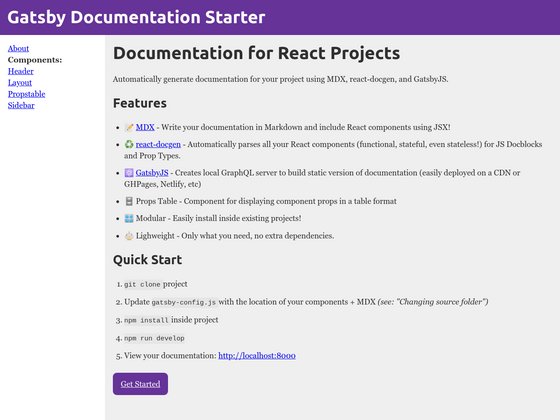 Gatsby Documentation Starter
About
Components:
Header
Layout
Propstable
Sidebar
Documentation for React Projects
Automatically generate documentation for your project using MDX, react-docgen, and GatsbyJS.
Features
• 📝 MDX - Write your documentation in Markdown and include React components using JSX!
• ♻️ react-docgen - Automatically parses all your React components (functional, stateful, even stateless!) for JS Docblocks
and Prop Types.
• ⚛️ GatsbyJS - Creates local GraphQL server to build static version of documentation (easily deployed on a CDN or
GHPages, Netlify, etc)
• 🎛 Props Table - Component for displaying component props in a table format
• 🪟 Modular - Easily install inside existing projects!
• Lighweight - Only what you need, no extra dependencies.
Quick Start
1. git clone project
2. Update gatsby-config.js with the location of your components + MDX (see: "Changing source folder")
3. npm install inside project
4. npm run develop
5. View your documentation: http://localhost:8000
Get Started